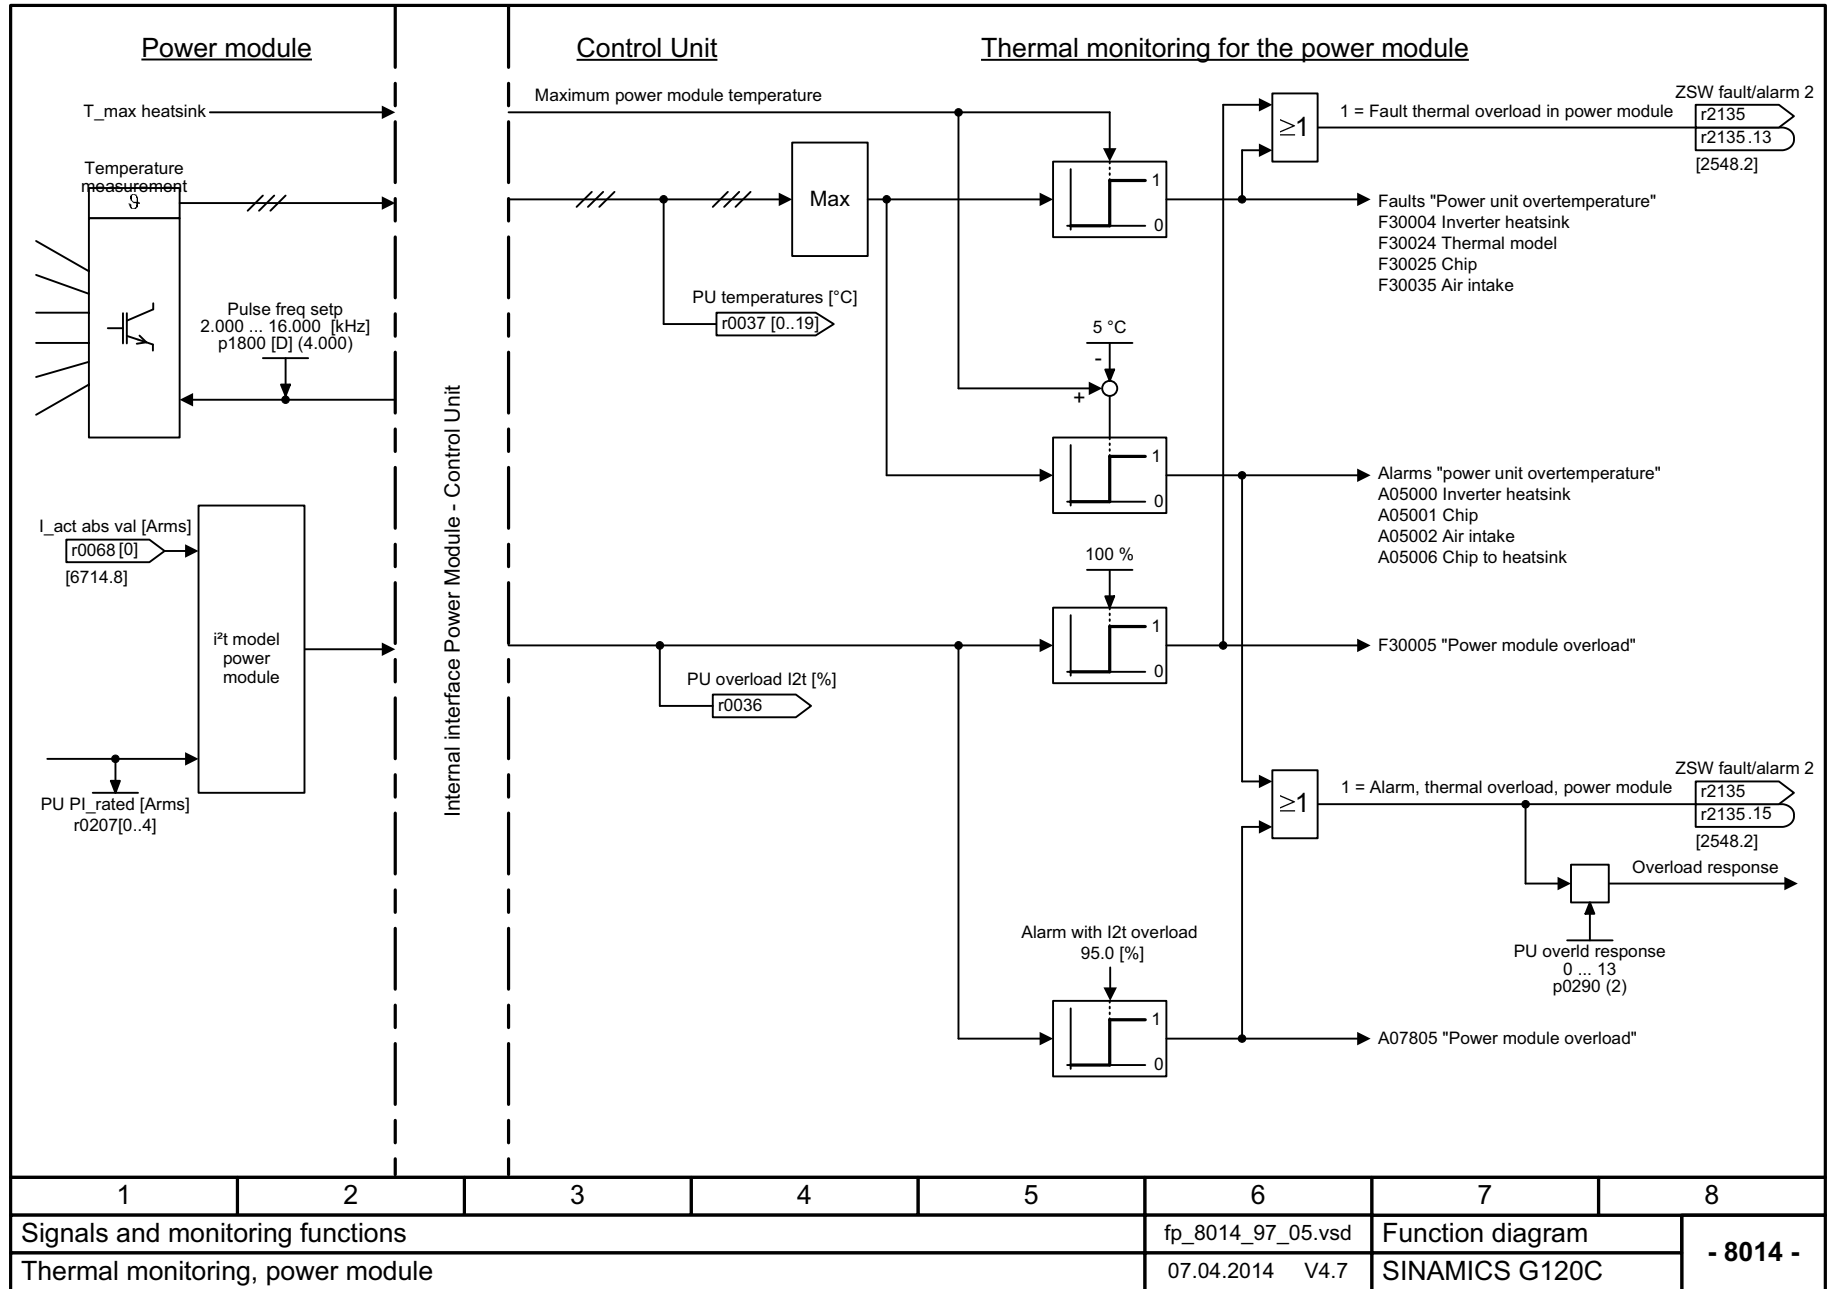 Power module
Control Unit
Thermal monitoring for the power module
T_max heatsink
Maximum power module temperature
1 = Fault thermal overload in power module
ZSW fault/alarm 2
r2135
r2135.13
[2548.2]
≥1
Temperature
measurement
ϑ
Max
1
0
Faults "Power unit overtemperature"
F30004 Inverter heatsink
F30024 Thermal model
F30025 Chip
F30035 Air intake
PU temperatures [°C]
r0037 [0..19]
Pulse freq setp
2.000 ... 16.000 [kHz]
p1800 [D] (4.000)
5 °C
-
+
Internal interface Power Module - Control Unit
1
0
Alarms "power unit overtemperature"
A05000 Inverter heatsink
A05001 Chip
A05002 Air intake
A05006 Chip to heatsink
I_act abs val [Arms]
r0068 [0]
[6714.8]
i²t model
power
module
100 %
1
0
F30005 "Power module overload"
PU overload I2t [%]
r0036
PU PI_rated [Arms]
r0207[0..4]
≥1
1 = Alarm, thermal overload, power module
ZSW fault/alarm 2
r2135
r2135.15
[2548.2]
Overload response
PU overld response
0 ... 13
p0290 (2)
Alarm with I2t overload
95.0 [%]
1
0
A07805 "Power module overload"
1 2 3 4 5 6 7 8
Signals and monitoring functions
fp_8014_97_05.vsd
Function diagram
- 8014 -
Thermal monitoring, power module
07.04.2014 V4.7
SINAMICS G120C